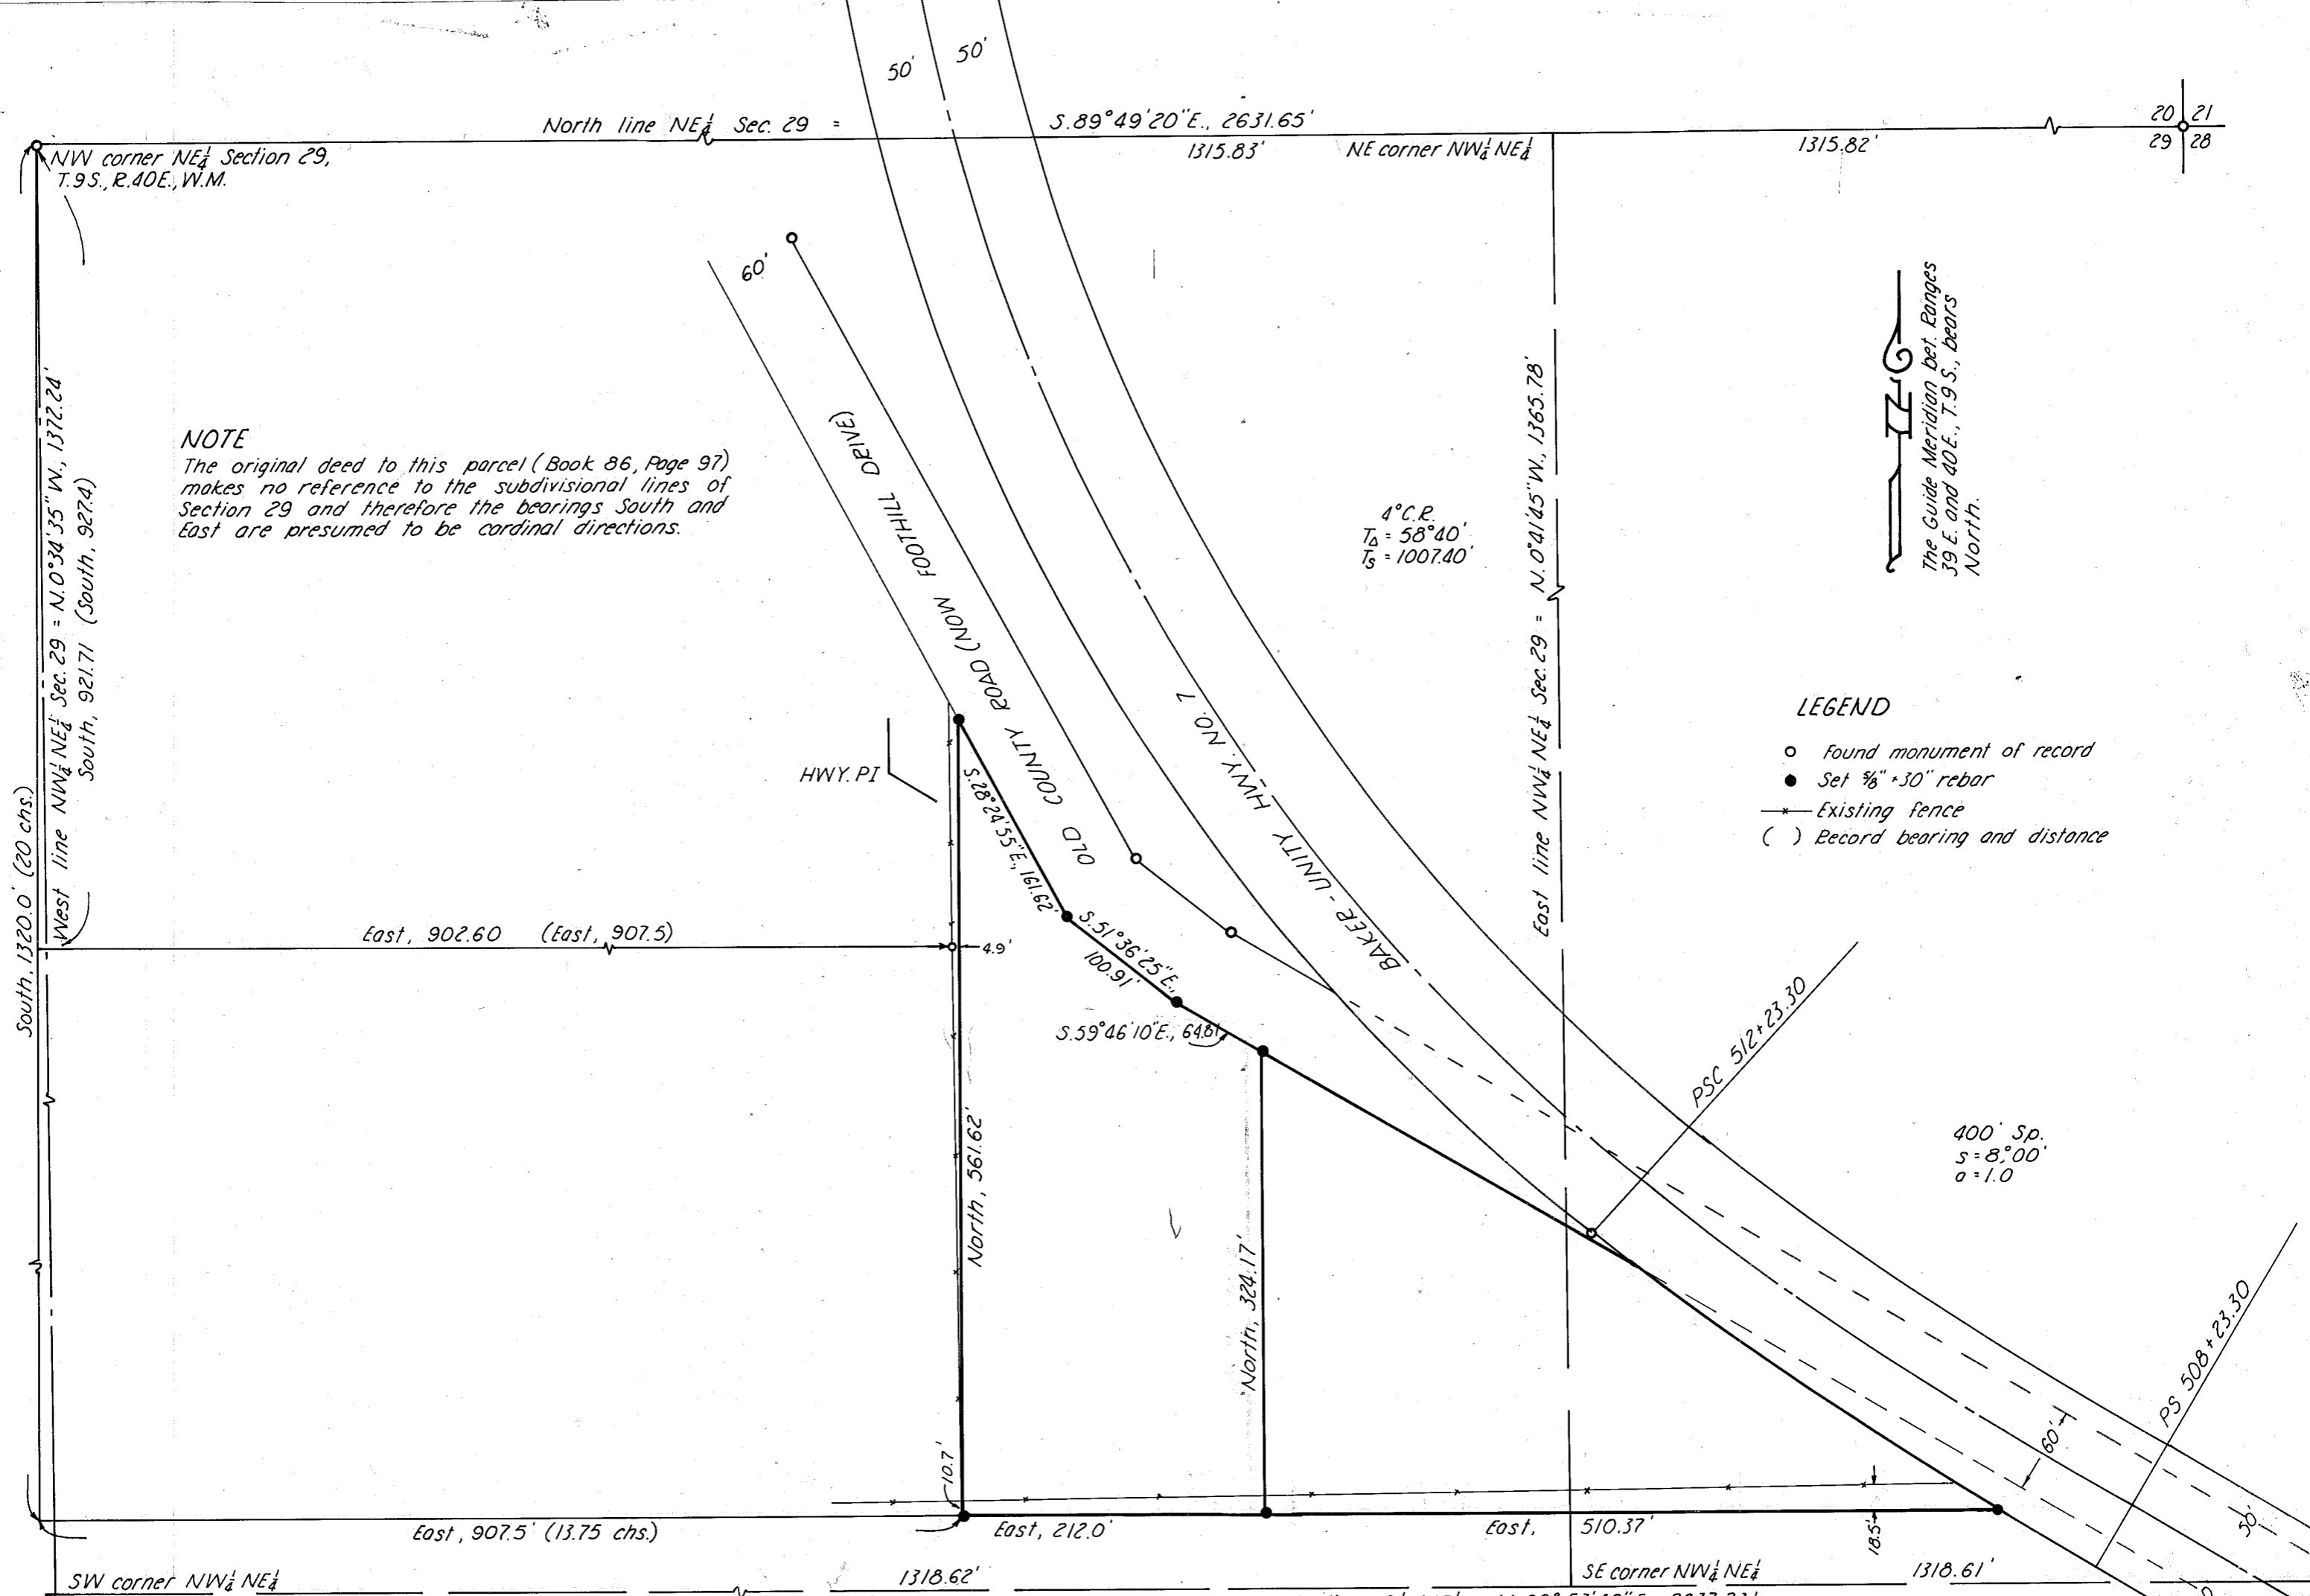 50'
50'
North line NE¼ Sec. 29 = S.89°49'20"E., 2631.65'
20 21
29 28
NW corner NE¼ Section 29,
T.9S., R.40E., W.M.
1315.83'
NE corner NW¼ NE¼
1315.82'
60'
NOTE
The original deed to this parcel (Book 86, Page 97)
makes no reference to the subdivisional lines of
Section 29 and therefore the bearings South and
East are presumed to be cardinal directions.
South, 1320.0' (20 chs.)
West line NW¼ NE¼ Sec. 29 = N.0°34'35"W., 1372.24'
South, 921.71 (South, 927.4)
OLD COUNTY ROAD (NOW FOOTHILL DRIVE)
BAKER - UNITY HWY. NO. 7
4° C.R.
T∆ = 58°40'
Ts = 1007.40'
East line NW¼ NE¼ Sec. 29 = N.0°41'45"W., 1365.78'
N
The Guide Meridian bet. Ranges
39 E. and 40 E., T.9 S., bears
North.
LEGEND
Found monument of record
Set ⅝" × 30" rebar
Existing fence
( ) Record bearing and distance
HWY. PI
S.28°24'55"E., 161.62'
East, 902.60 (East, 907.5)
4.9'
S.51°36'25"E.,
100.91'
S.59°46'10"E., 64.81
North, 561.62'
North, 324.17'
PSC 512+23.30
400' Sp.
s = 8°00'
a = 1.0
PS 508+23.30
60'
50'
10.7'
18.5'
East, 907.5' (13.75 chs.)
East, 212.0'
East, 510.37'
SW corner NW¼ NE¼
1318.62'
SE corner NW¼ NE¼
1318.61'